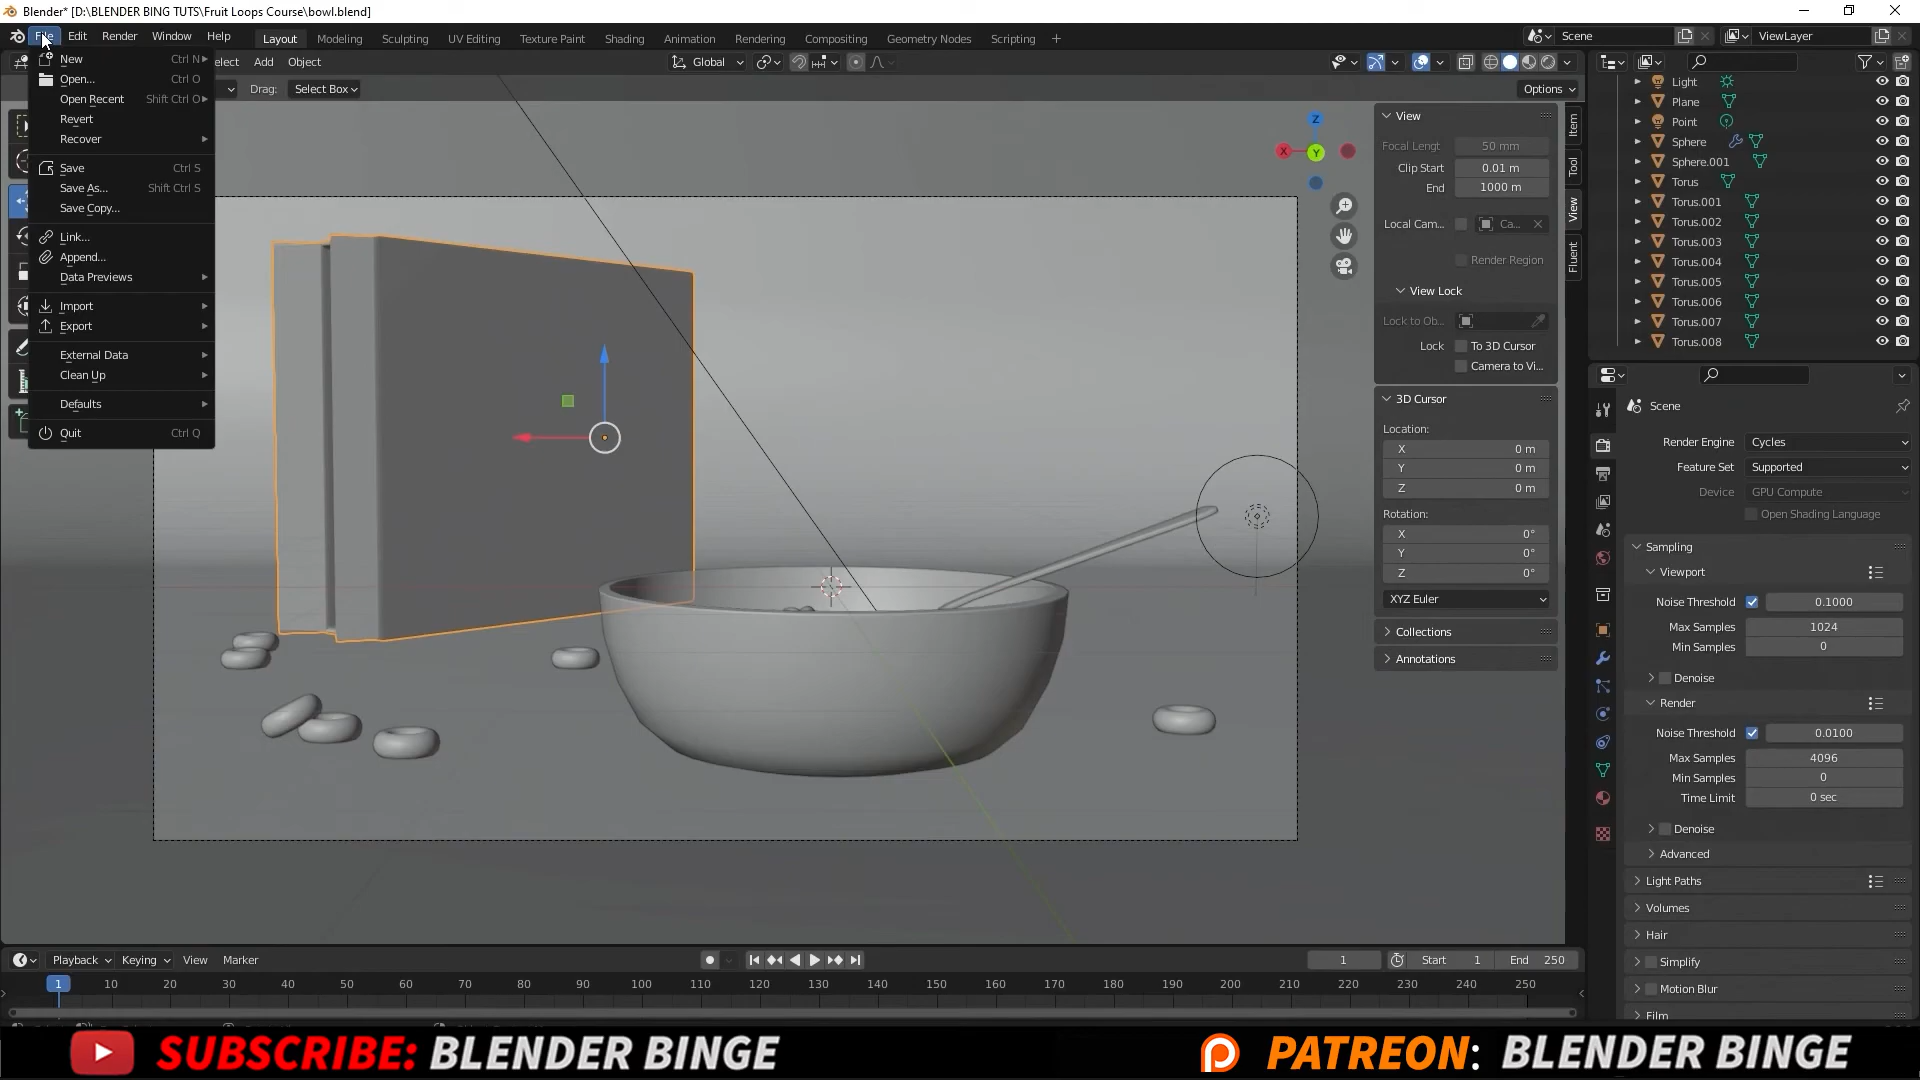 Blender* [D:\BLENDER BING TUTS\Fruit Loops Course\bowl.blend]
File Edit Render Window Help
Layout Modeling Sculpting UV Editing Texture Paint Shading Animation Rendering Compositing Geometry Nodes Scripting +
Scene
ViewLayer
elect Add Object
Global
Drag: Select Box
Options
New Ctrl N
Open... Ctrl O
Open Recent Shift Ctrl O
Revert
Recover
Save Ctrl S
Save As... Shift Ctrl S
Save Copy...
Link...
Append...
Data Previews
Import
Export
External Data
Clean Up
Defaults
Quit Ctrl Q
Z
X
Y
View
Focal Lengt 50 mm
Clip Start 0.01 m
End 1000 m
Local Cam... Ca...
Render Region
View Lock
Lock to Ob...
Lock To 3D Cursor
Camera to Vi...
3D Cursor
Location:
X 0 m
Y 0 m
Z 0 m
Rotation:
X 0°
Y 0°
Z 0°
XYZ Euler
Collections
Annotations
Item
Tool
View
Fluent
Light
Plane
Point
Sphere
Sphere.001
Torus
Torus.001
Torus.002
Torus.003
Torus.004
Torus.005
Torus.006
Torus.007
Torus.008
Scene
Render Engine Cycles
Feature Set Supported
Device GPU Compute
Open Shading Language
Sampling
Viewport
Noise Threshold 0.1000
Max Samples 1024
Min Samples 0
Denoise
Render
Noise Threshold 0.0100
Max Samples 4096
Min Samples 0
Time Limit 0 sec
Denoise
Advanced
Light Paths
Volumes
Hair
Simplify
Motion Blur
Film
Playback Keying View Marker
1 Start 1 End 250
1 10 20 30 40 50 60 70 80 90 100 110 120 130 140 150 160 170 180 190 200 210 220 230 240 250
SUBSCRIBE: BLENDER BINGE
PATREON: BLENDER BINGE